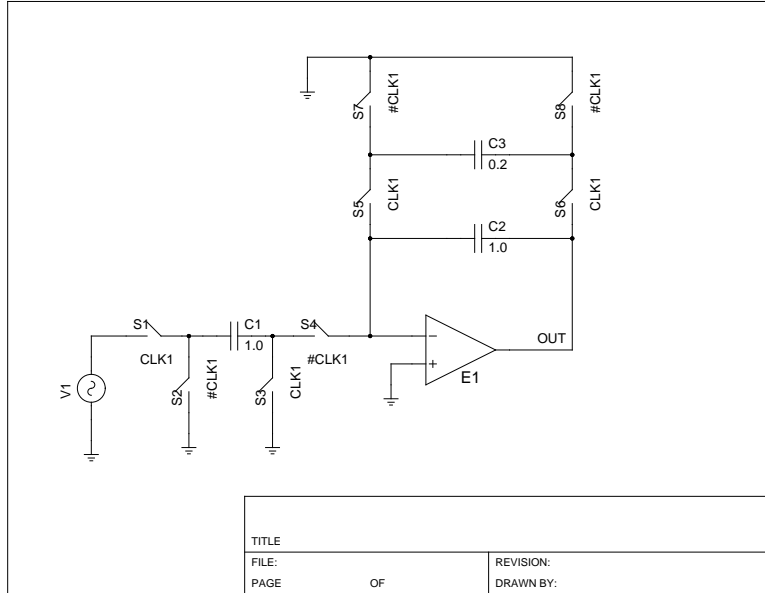 S7
#CLK1
S8
#CLK1
C3
0.2
S5
CLK1
S6
CLK1
C2
1.0
S1
CLK1
C1
1.0
S4
#CLK1
OUT
E1
V1
S2
#CLK1
S3
CLK1
TITLE
FILE:
REVISION:
PAGE OF
DRAWN BY: